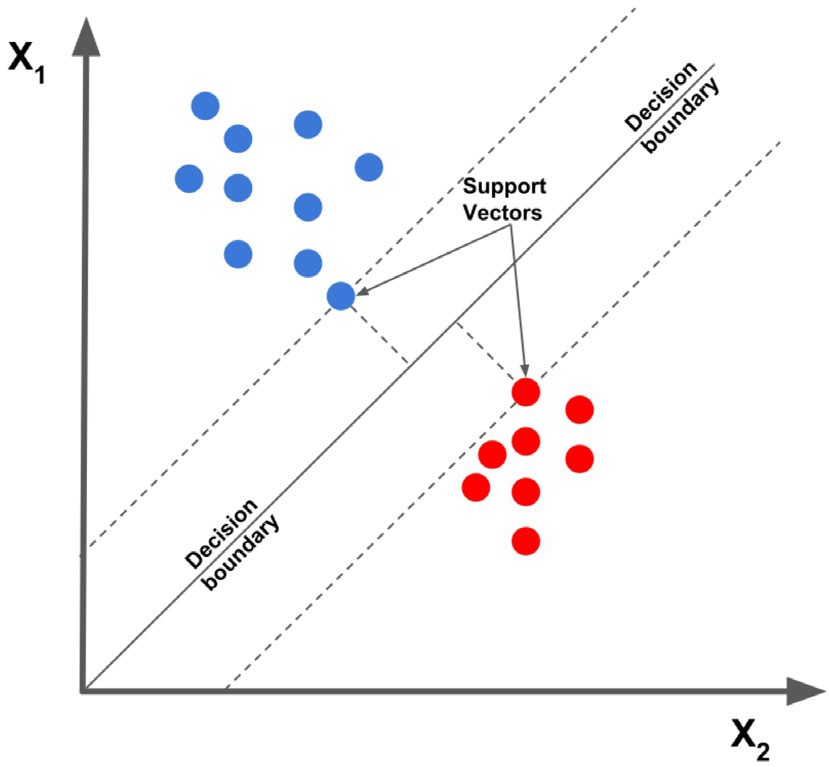 X1
Decision
boundary
Support
Vectors
Decision
boundary
X2